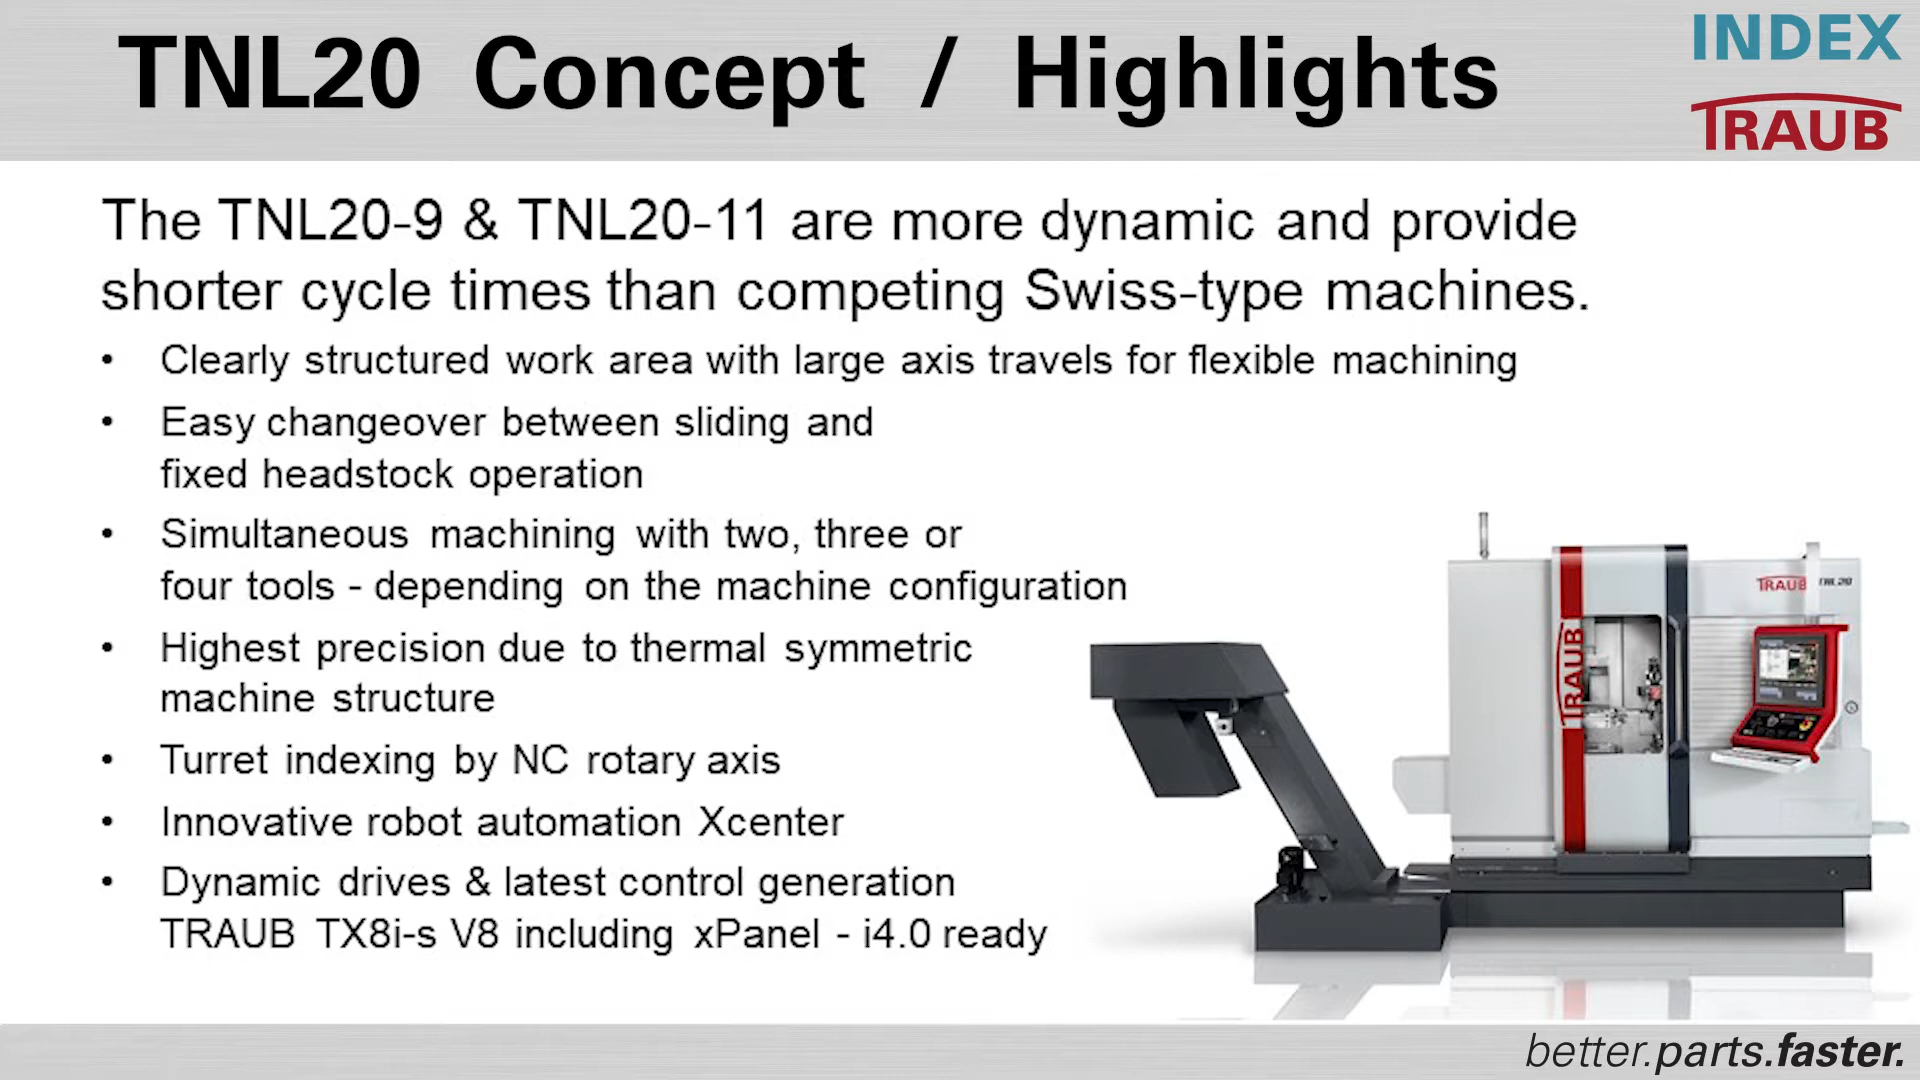 TNL20 Concept / Highlights
INDEX
TRAUB
The TNL20-9 & TNL20-11 are more dynamic and provide
shorter cycle times than competing Swiss-type machines.
• Clearly structured work area with large axis travels for flexible machining
• Easy changeover between sliding and
fixed headstock operation
• Simultaneous machining with two, three or
four tools - depending on the machine configuration
• Highest precision due to thermal symmetric
machine structure
• Turret indexing by NC rotary axis
• Innovative robot automation Xcenter
• Dynamic drives & latest control generation
TRAUB TX8i-s V8 including xPanel - i4.0 ready
TRAUB TNL20
TRAUB
better.parts.faster.